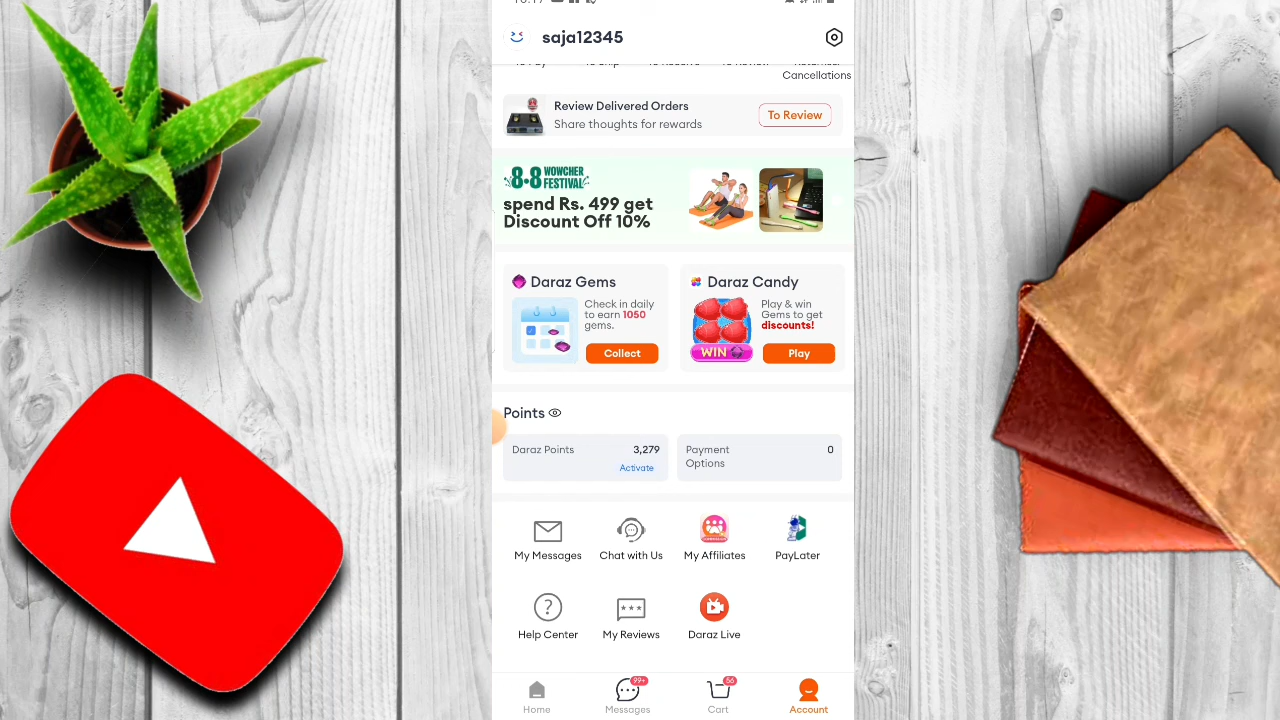 saja12345
Cancellations
Review Delivered Orders
Share thoughts for rewards
To Review
8.8 WOWCHER
FESTIVAL
spend Rs. 499 get
Discount Off 10%
Daraz Gems
Check in daily
to earn 1050
gems.
Collect
Daraz Candy
Play & win
Gems to get
discounts!
WIN
Play
Points
Daraz Points
3,279
Activate
Payment
Options
0
My Messages
Chat with Us
My Affiliates
PayLater
Help Center
My Reviews
Daraz Live
99+
56
Home
Messages
Cart
Account